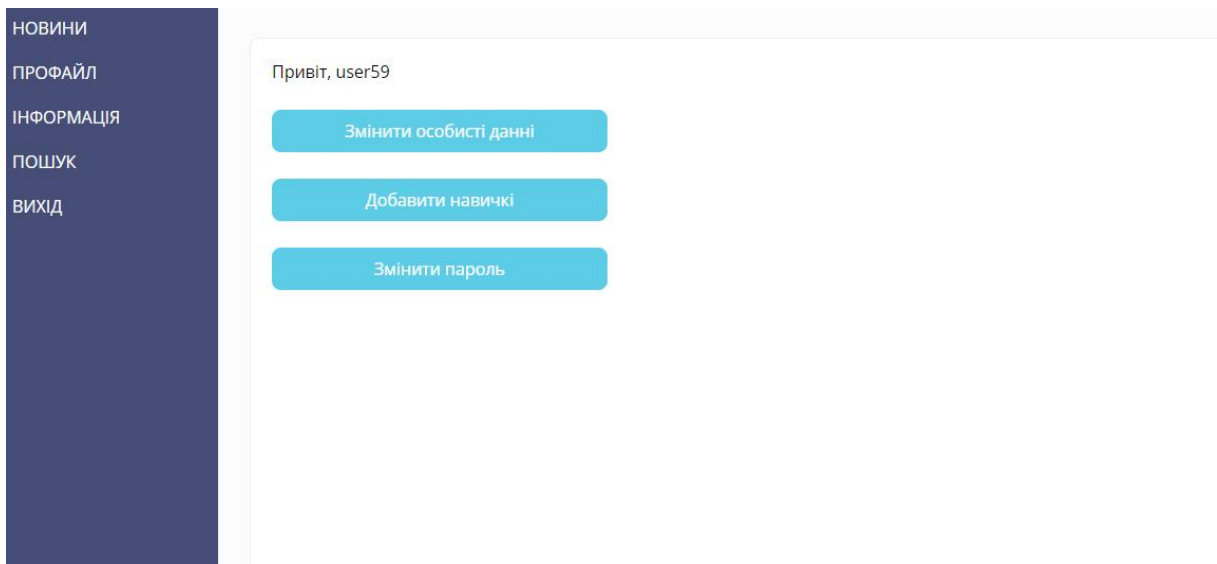 НОВИНИ
ПРОФАЙЛ
ІНФОРМАЦІЯ
ПОШУК
ВИХІД
Привіт, user59
Змінити особисті данні
Добавити навичкі
Змінити пароль